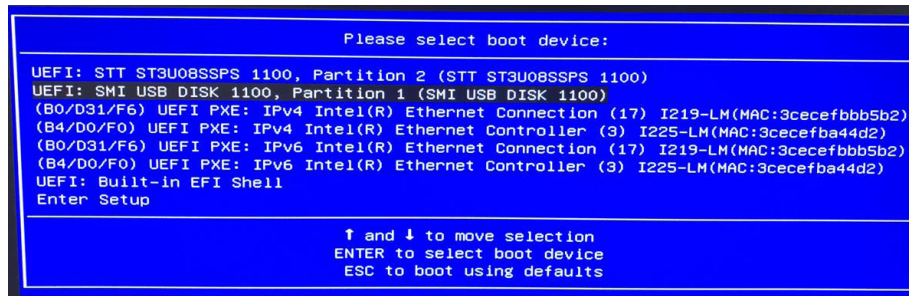 Please select boot device:
UEFI: STT ST3U08SSPS 1100, Partition 2 (STT ST3U08SSPS 1100)
UEFI: SMI USB DISK 1100, Partition 1 (SMI USB DISK 1100)
(B0/D31/F6) UEFI PXE: IPv4 Intel(R) Ethernet Connection (17) I219-LM(MAC:3cecefbbb5b2)
(B4/D0/F0) UEFI PXE: IPv4 Intel(R) Ethernet Controller (3) I225-LM(MAC:3cecefba44d2)
(B0/D31/F6) UEFI PXE: IPv6 Intel(R) Ethernet Connection (17) I219-LM(MAC:3cecefbbb5b2)
(B4/D0/F0) UEFI PXE: IPv6 Intel(R) Ethernet Controller (3) I225-LM(MAC:3cecefba44d2)
UEFI: Built-in EFI Shell
Enter Setup
↑ and ↓ to move selection
ENTER to select boot device
ESC to boot using defaults